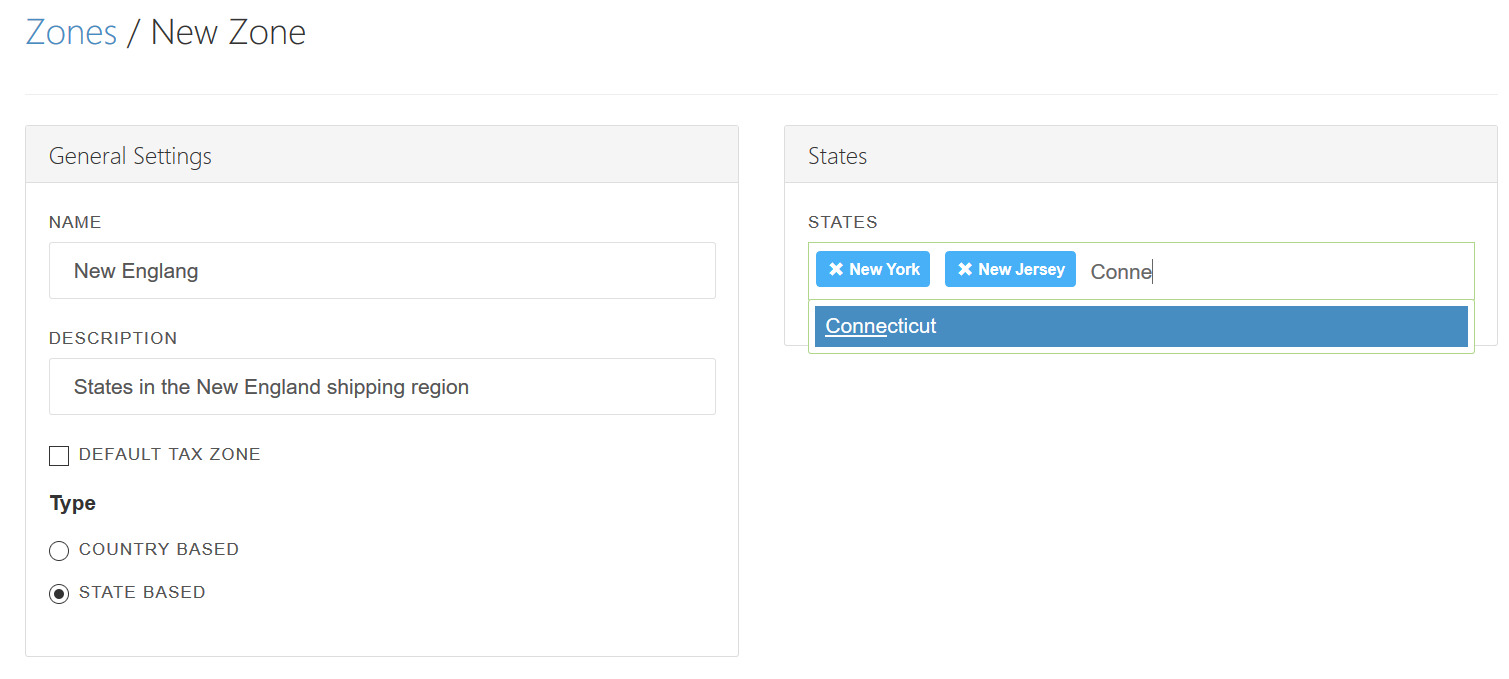 Zones / New Zone
General Settings
NAME
New Englang
DESCRIPTION
States in the New England shipping region
DEFAULT TAX ZONE
Type
COUNTRY BASED
STATE BASED
States
STATES
✖ New York ✖ New Jersey Conne
Connecticut